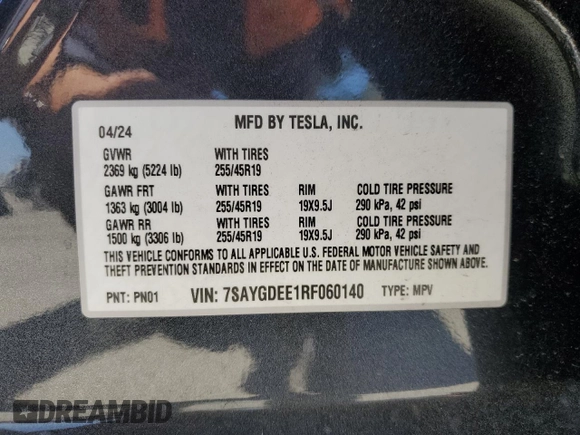 04/24 MFD BY TESLA, INC.
GVWR WITH TIRES
2369 kg (5224 lb) 255/45R19
GAWR FRT WITH TIRES RIM COLD TIRE PRESSURE
1363 kg (3004 lb) 255/45R19 19X9.5J 290 kPa, 42 psi
GAWR RR WITH TIRES RIM COLD TIRE PRESSURE
1500 kg (3306 lb) 255/45R19 19X9.5J 290 kPa, 42 psi
THIS VEHICLE CONFORMS TO ALL APPLICABLE U.S. FEDERAL MOTOR VEHICLE SAFETY AND
THEFT PREVENTION STANDARDS IN EFFECT ON THE DATE OF MANUFACTURE SHOWN ABOVE.
PNT: PN01 VIN: 7SAYGDEE1RF060140 TYPE: MPV
DREAMBID